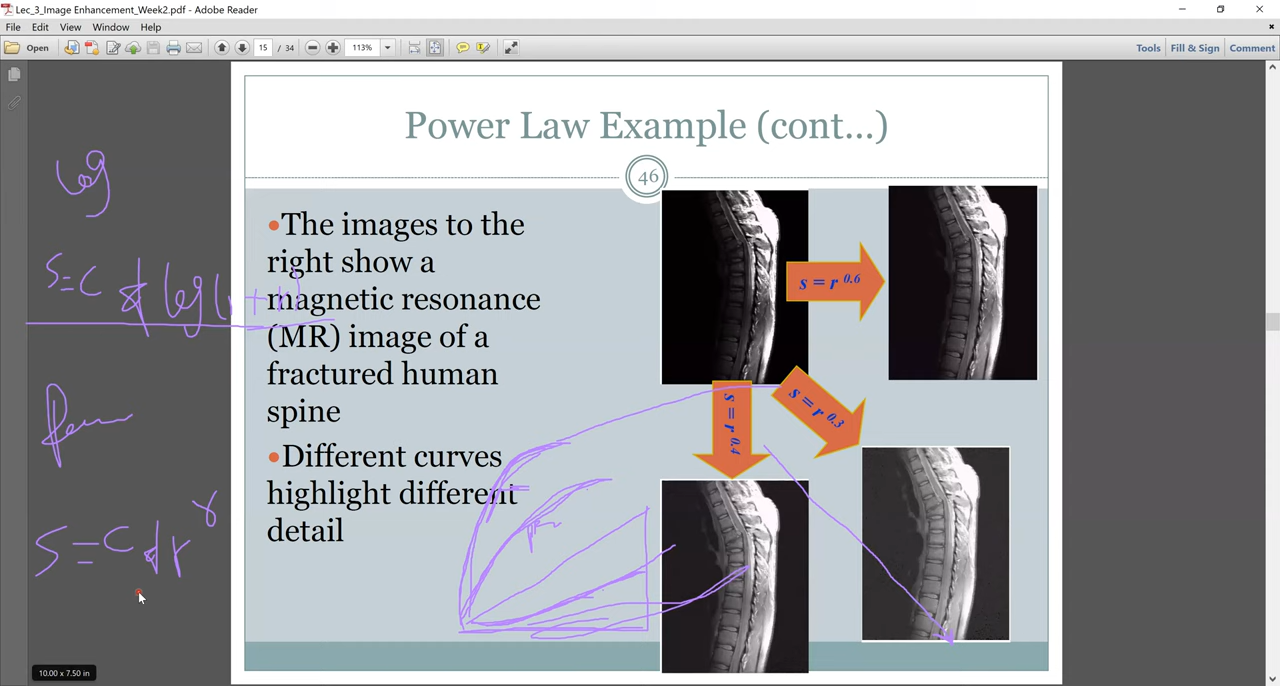 Lec_3_Image Enhancement_Week2.pdf - Adobe Reader
File Edit View Window Help
Open 15 / 34 113% Tools Fill & Sign Comment
Power Law Example (cont...)
46
•The images to the
right show a
magnetic resonance
(MR) image of a
fractured human
spine
•Different curves
highlight different
detail
s = r 0.6
s = r 0.4
s = r 0.3
log
S=C * log(1+r)
S=C*r^γ
10.00 x 7.50 in